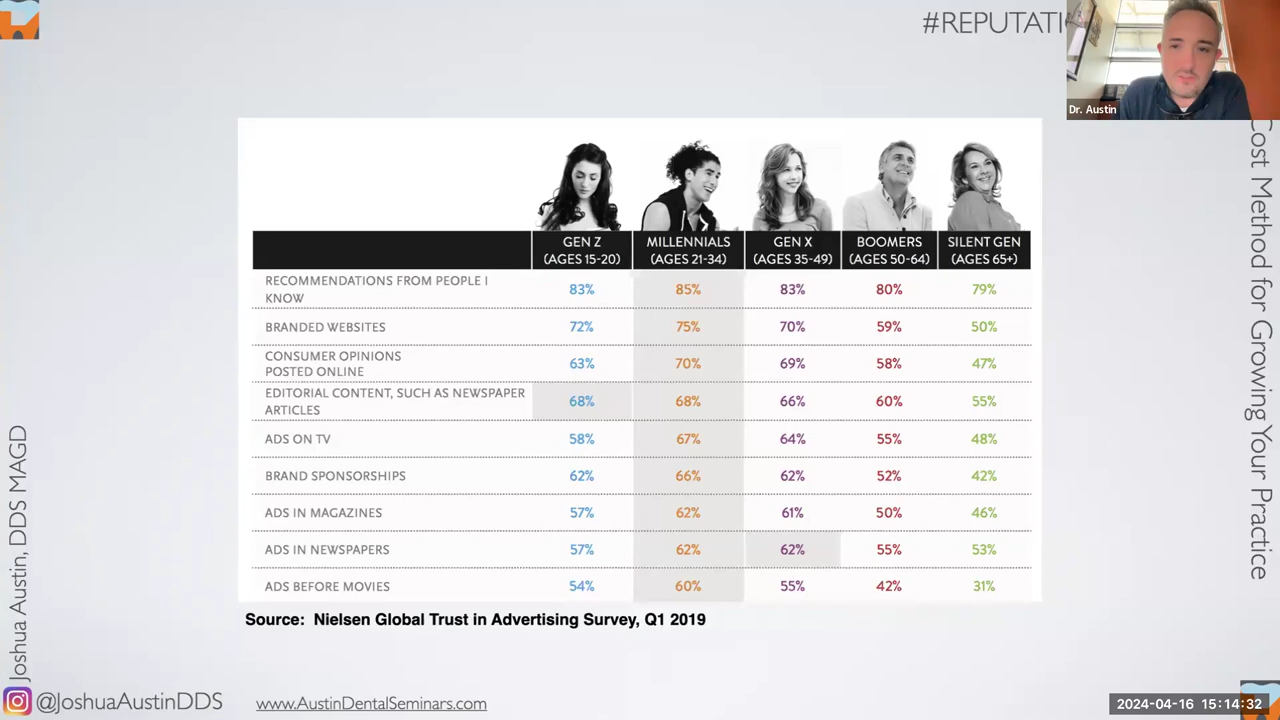 #REPUTATI
Dr. Austin
GEN Z MILLENNIALS GEN X BOOMERS SILENT GEN
(AGES 15-20) (AGES 21-34) (AGES 35-49) (AGES 50-64) (AGES 65+)
RECOMMENDATIONS FROM PEOPLE I
KNOW
83% 85% 83% 80% 79%
BRANDED WEBSITES 72% 75% 70% 59% 50%
CONSUMER OPINIONS
POSTED ONLINE
63% 70% 69% 58% 47%
EDITORIAL CONTENT, SUCH AS NEWSPAPER
ARTICLES
68% 68% 66% 60% 55%
ADS ON TV 58% 67% 64% 55% 48%
BRAND SPONSORSHIPS 62% 66% 62% 52% 42%
ADS IN MAGAZINES 57% 62% 61% 50% 46%
ADS IN NEWSPAPERS 57% 62% 62% 55% 53%
ADS BEFORE MOVIES 54% 60% 55% 42% 31%
Source: Nielsen Global Trust in Advertising Survey, Q1 2019
Joshua Austin, DDS MAGD
Cost Method for Growing Your Practice
@JoshuaAustinDDS
www.AustinDentalSeminars.com
2024-04-16 15:14:32